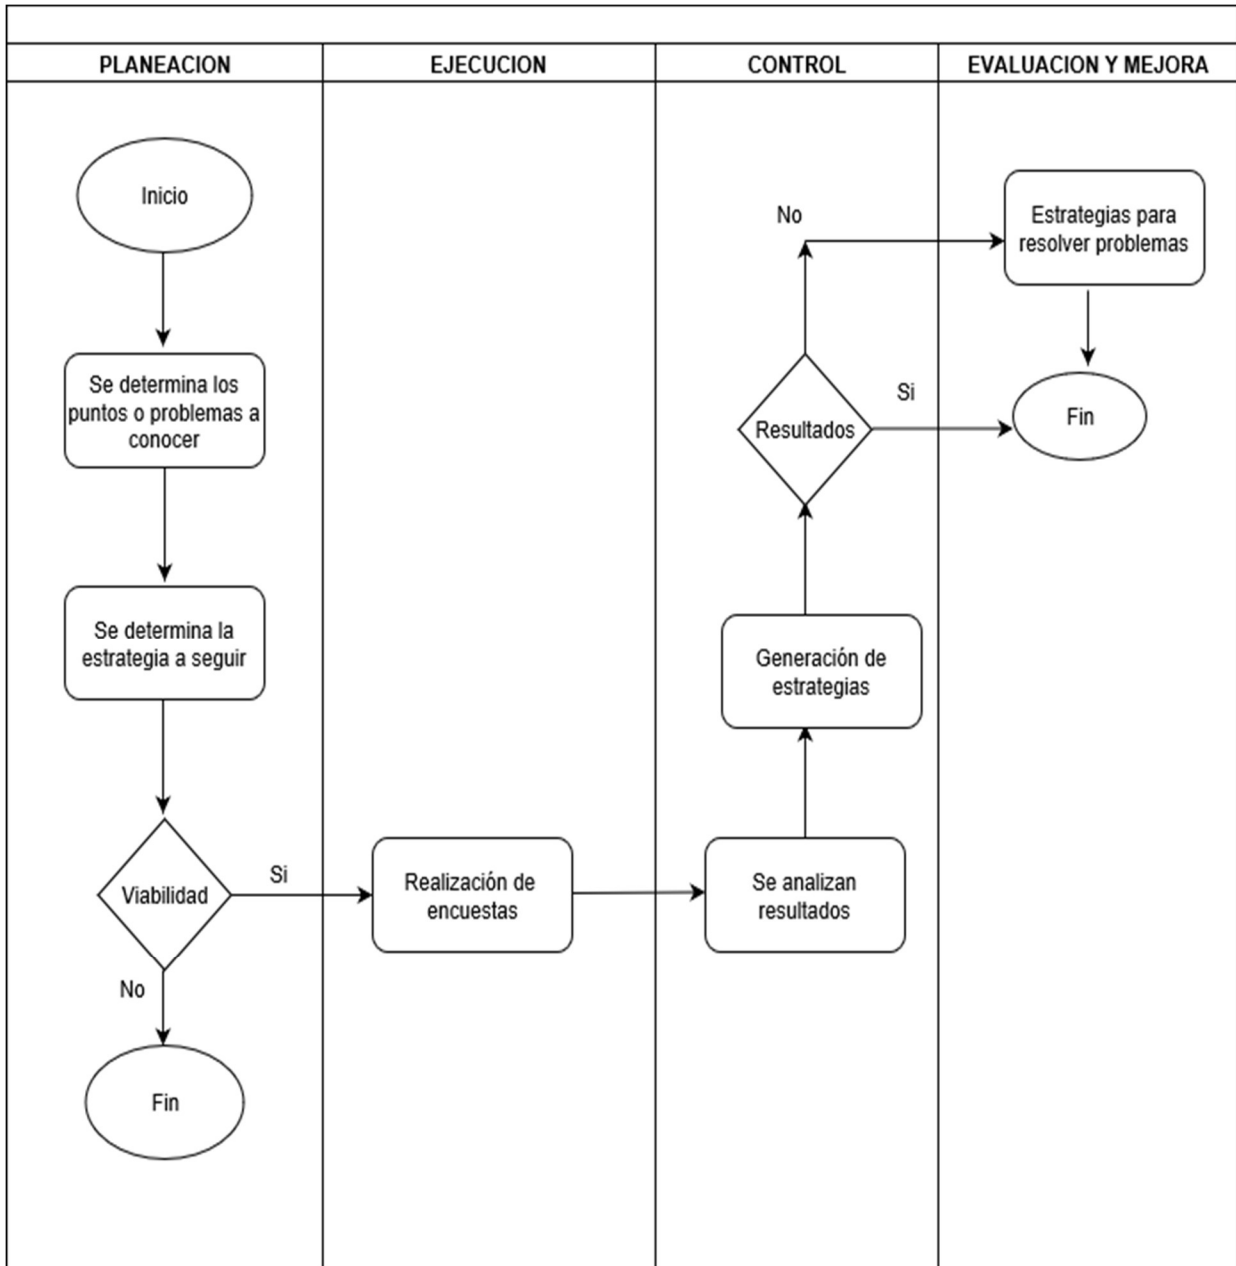 PLANEACION
EJECUCION
CONTROL
EVALUACION Y MEJORA
Inicio
Se determina los
puntos o problemas a
conocer
Se determina la
estrategia a seguir
Viabilidad
Si
No
Fin
Realización de
encuestas
Se analizan
resultados
Generación de
estrategias
Resultados
No
Si
Estrategias para
resolver problemas
Fin